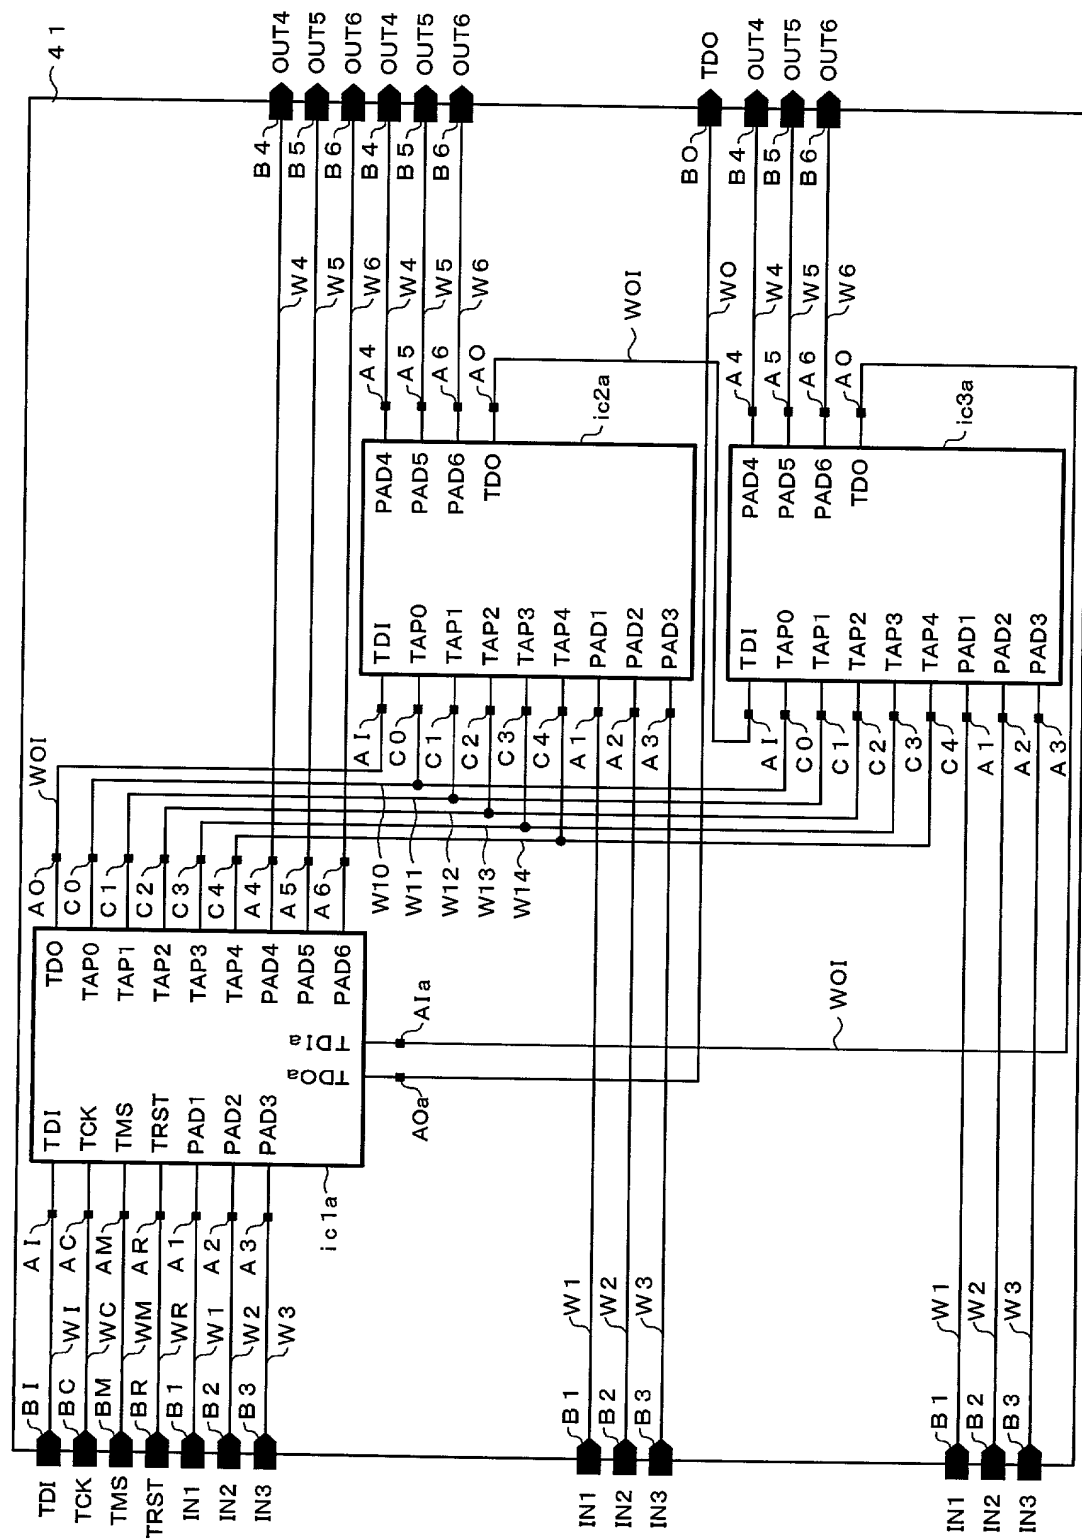 41
TDI
TCK
TMS
TRST
IN1
IN2
IN3
BI
BC
BM
BR
B1
B2
B3
WI
WC
WM
WR
W1
W2
W3
AI
AC
AM
AR
A1
A2
A3
ic1a
TDI
TCK
TMS
TRST
PAD1
PAD2
PAD3
TDOa
TDIa
TDO
TAP0
TAP1
TAP2
TAP3
TAP4
PAD4
PAD5
PAD6
AOa
AIa
AO
C0
C1
C2
C3
C4
A4
A5
A6
WOI
W10
W11
W12
W13
W14
W4
W5
W6
B4
B5
B6
OUT4
OUT5
OUT6
IN1
IN2
IN3
B1
B2
B3
W1
W2
W3
AI
C0
C1
C2
C3
C4
A1
A2
A3
TDI
TAP0
TAP1
TAP2
TAP3
TAP4
PAD1
PAD2
PAD3
PAD4
PAD5
PAD6
TDO
ic2a
A4
A5
A6
AO
W4
W5
W6
WOI
B4
B5
B6
OUT4
OUT5
OUT6
WOI
IN1
IN2
IN3
B1
B2
B3
W1
W2
W3
AI
C0
C1
C2
C3
C4
A1
A2
A3
TDI
TAP0
TAP1
TAP2
TAP3
TAP4
PAD1
PAD2
PAD3
PAD4
PAD5
PAD6
TDO
ic3a
A4
A5
A6
AO
WO
W4
W5
W6
BO
B4
B5
B6
TDO
OUT4
OUT5
OUT6